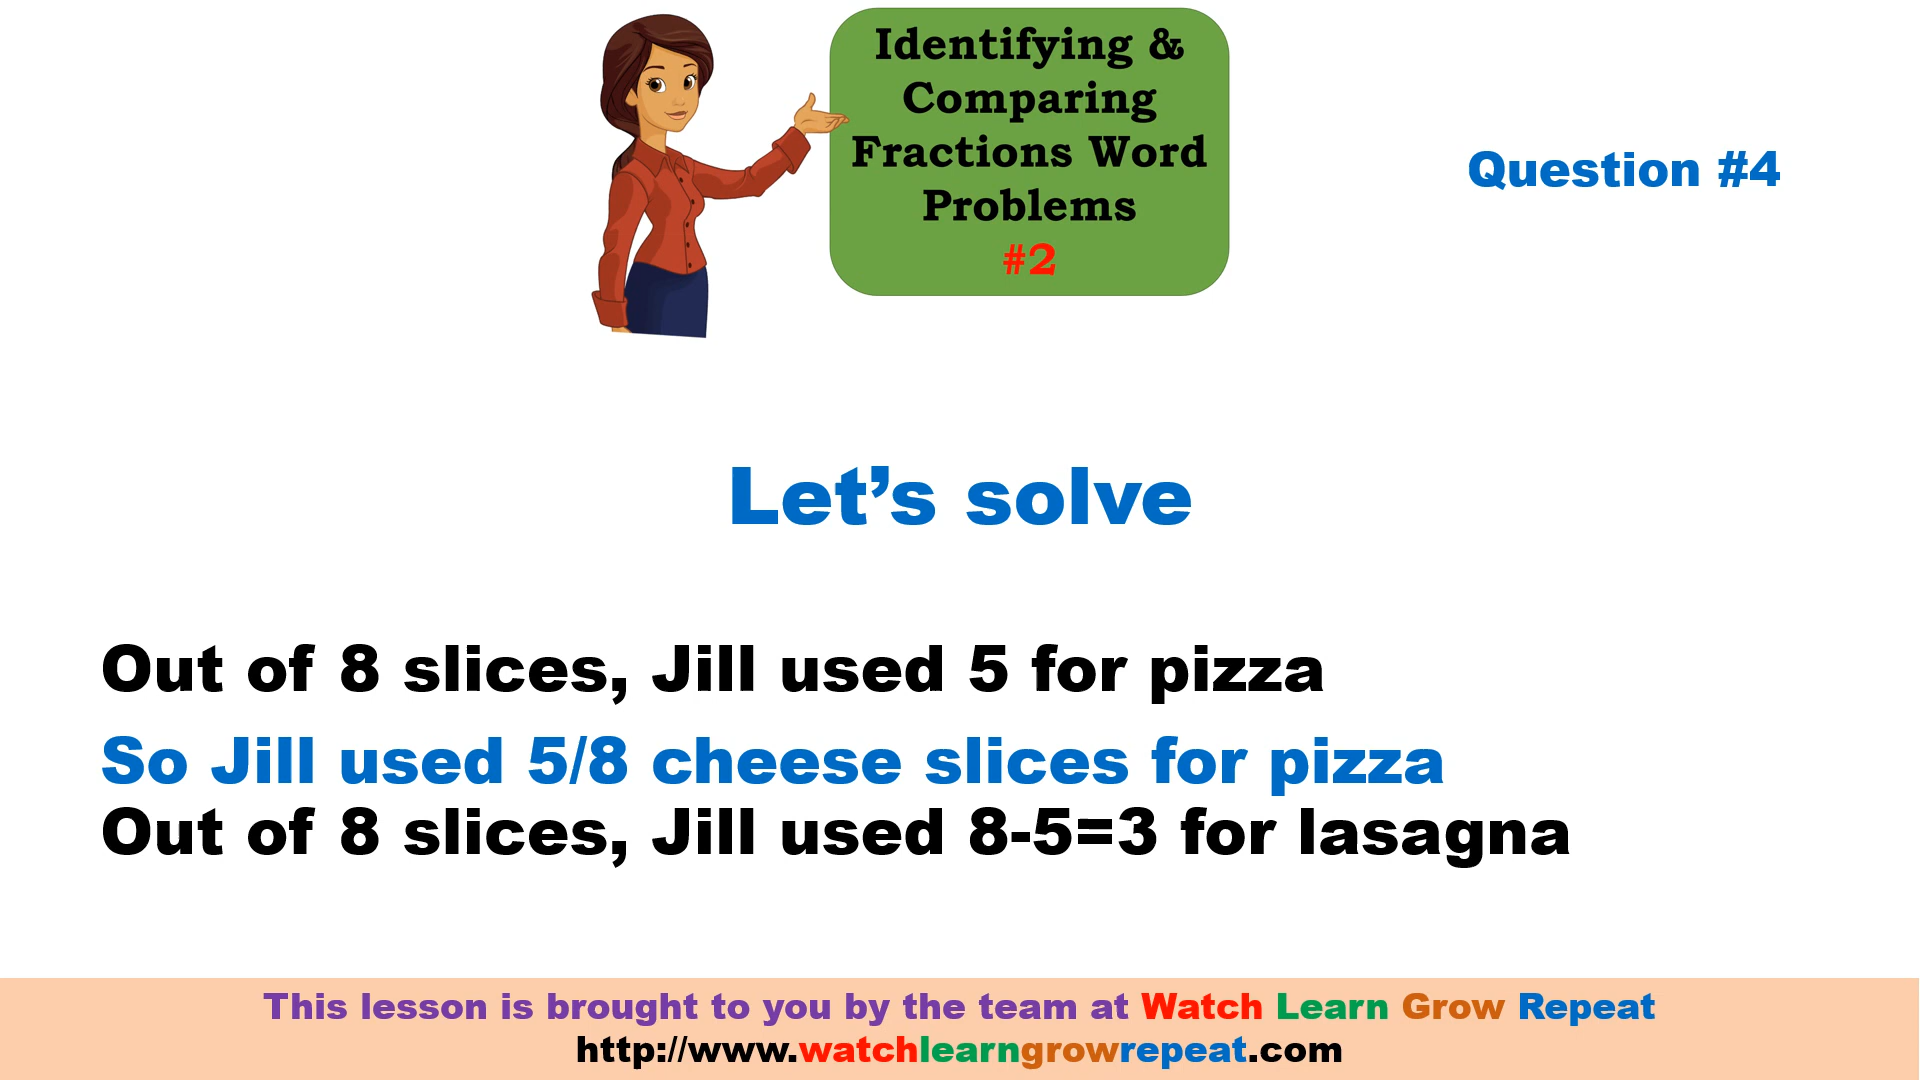 Identifying &
Comparing
Fractions Word
Problems
#2
Question #4
Let’s solve
Out of 8 slices, Jill used 5 for pizza
So Jill used 5/8 cheese slices for pizza
Out of 8 slices, Jill used 8-5=3 for lasagna
This lesson is brought to you by the team at Watch Learn Grow Repeat
http://www.watchlearngrowrepeat.com